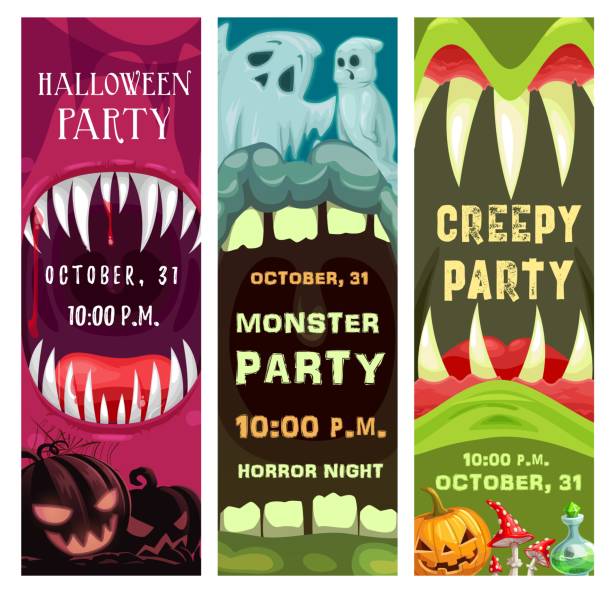 HALLOWEEN
PARTY
OCTOBER, 31
10:00 P.M.
OCTOBER, 31
MONSTER
PARTY
10:00 P.M.
HORROR NIGHT
CREEPY
PARTY
10:00 P.M.
OCTOBER, 31